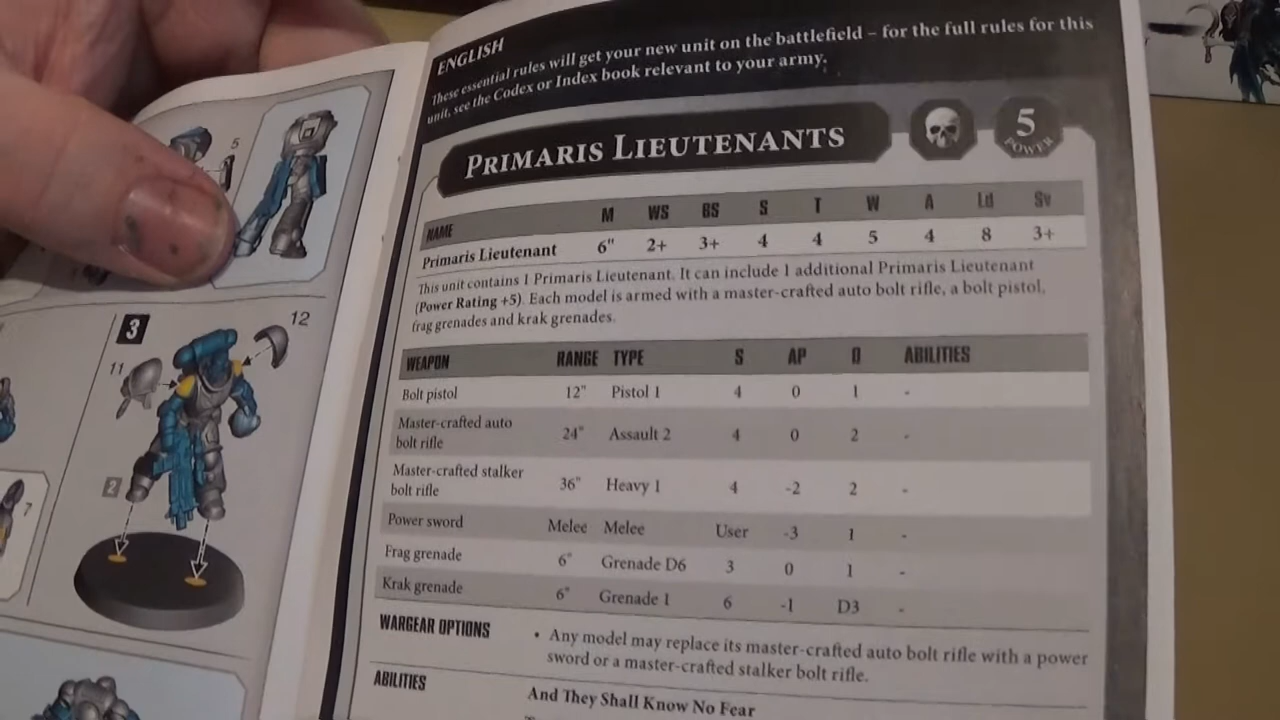 5
3
12
11
2
7
ENGLISH
These essential rules will get your new unit on the battlefield – for the full rules for this
unit, see the Codex or Index book relevant to your army.
PRIMARIS LIEUTENANTS
5
POWER
NAME M WS BS S T W A Ld Sv
Primaris Lieutenant 6" 2+ 3+ 4 4 5 4 8 3+
This unit contains 1 Primaris Lieutenant. It can include 1 additional Primaris Lieutenant
(Power Rating +5). Each model is armed with a master-crafted auto bolt rifle, a bolt pistol,
frag grenades and krak grenades.
WEAPON RANGE TYPE S AP D ABILITIES
Bolt pistol 12" Pistol 1 4 0 1 -
Master-crafted auto
bolt rifle 24" Assault 2 4 0 2 -
Master-crafted stalker
bolt rifle 36" Heavy 1 4 -2 2 -
Power sword Melee Melee User -3 1 -
Frag grenade 6" Grenade D6 3 0 1 -
Krak grenade 6" Grenade 1 6 -1 D3 -
WARGEAR OPTIONS • Any model may replace its master-crafted auto bolt rifle with a power
sword or a master-crafted stalker bolt rifle.
ABILITIES And They Shall Know No Fear